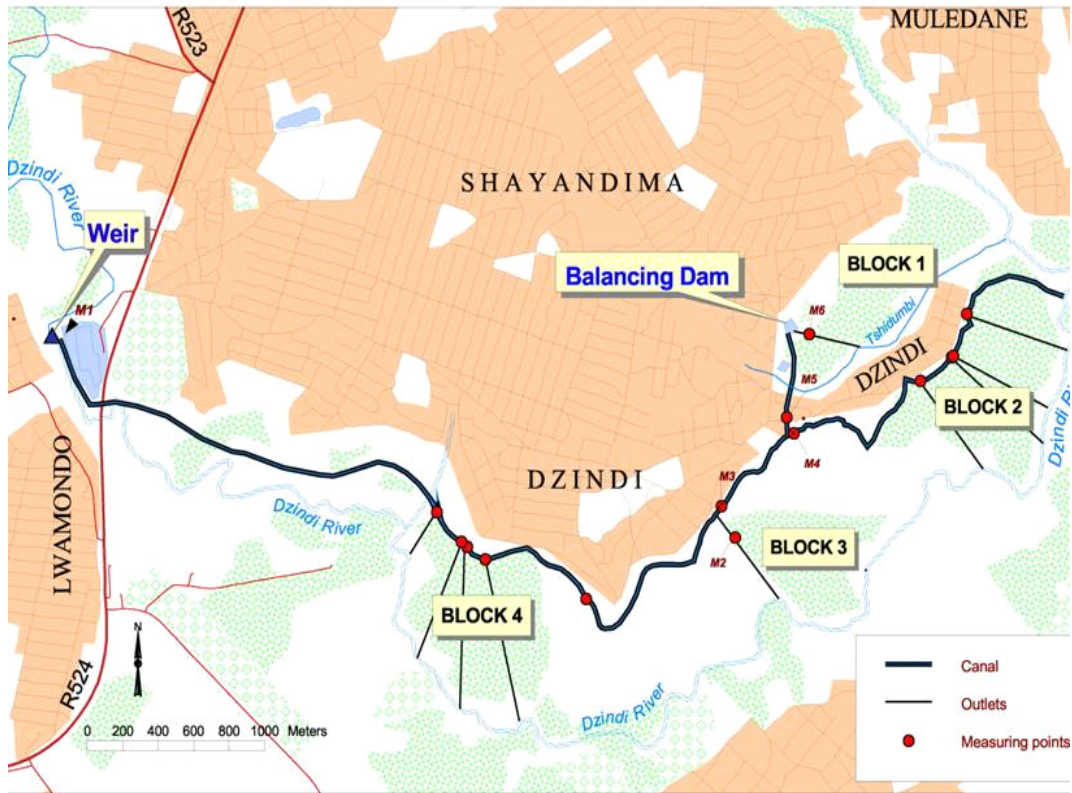 MULEDANE
R523
Dzindi River
SHAYANDIMA
Weir
M1
Balancing Dam
BLOCK 1
M6
Tshidumbi
DZINDI
M5
BLOCK 2
Dzindi Ri
M4
LWAMONDO
DZINDI
M3
Dzindi River
M2
BLOCK 3
BLOCK 4
N
R524
0 200 400 600 800 1000 Meters
Dzindi River
Canal
Outlets
Measuring points